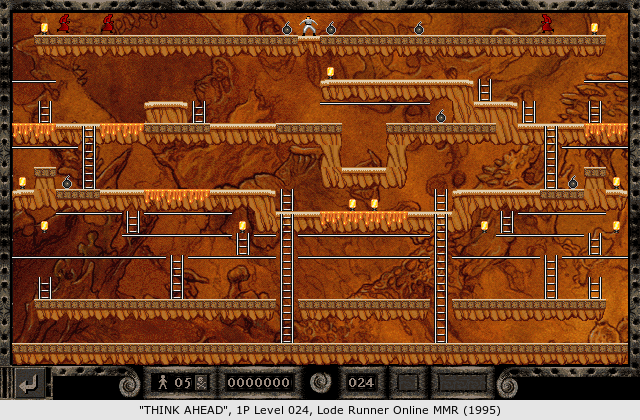 05 0000000 024
"THINK AHEAD", 1P Level 024, Lode Runner Online MMR (1995)